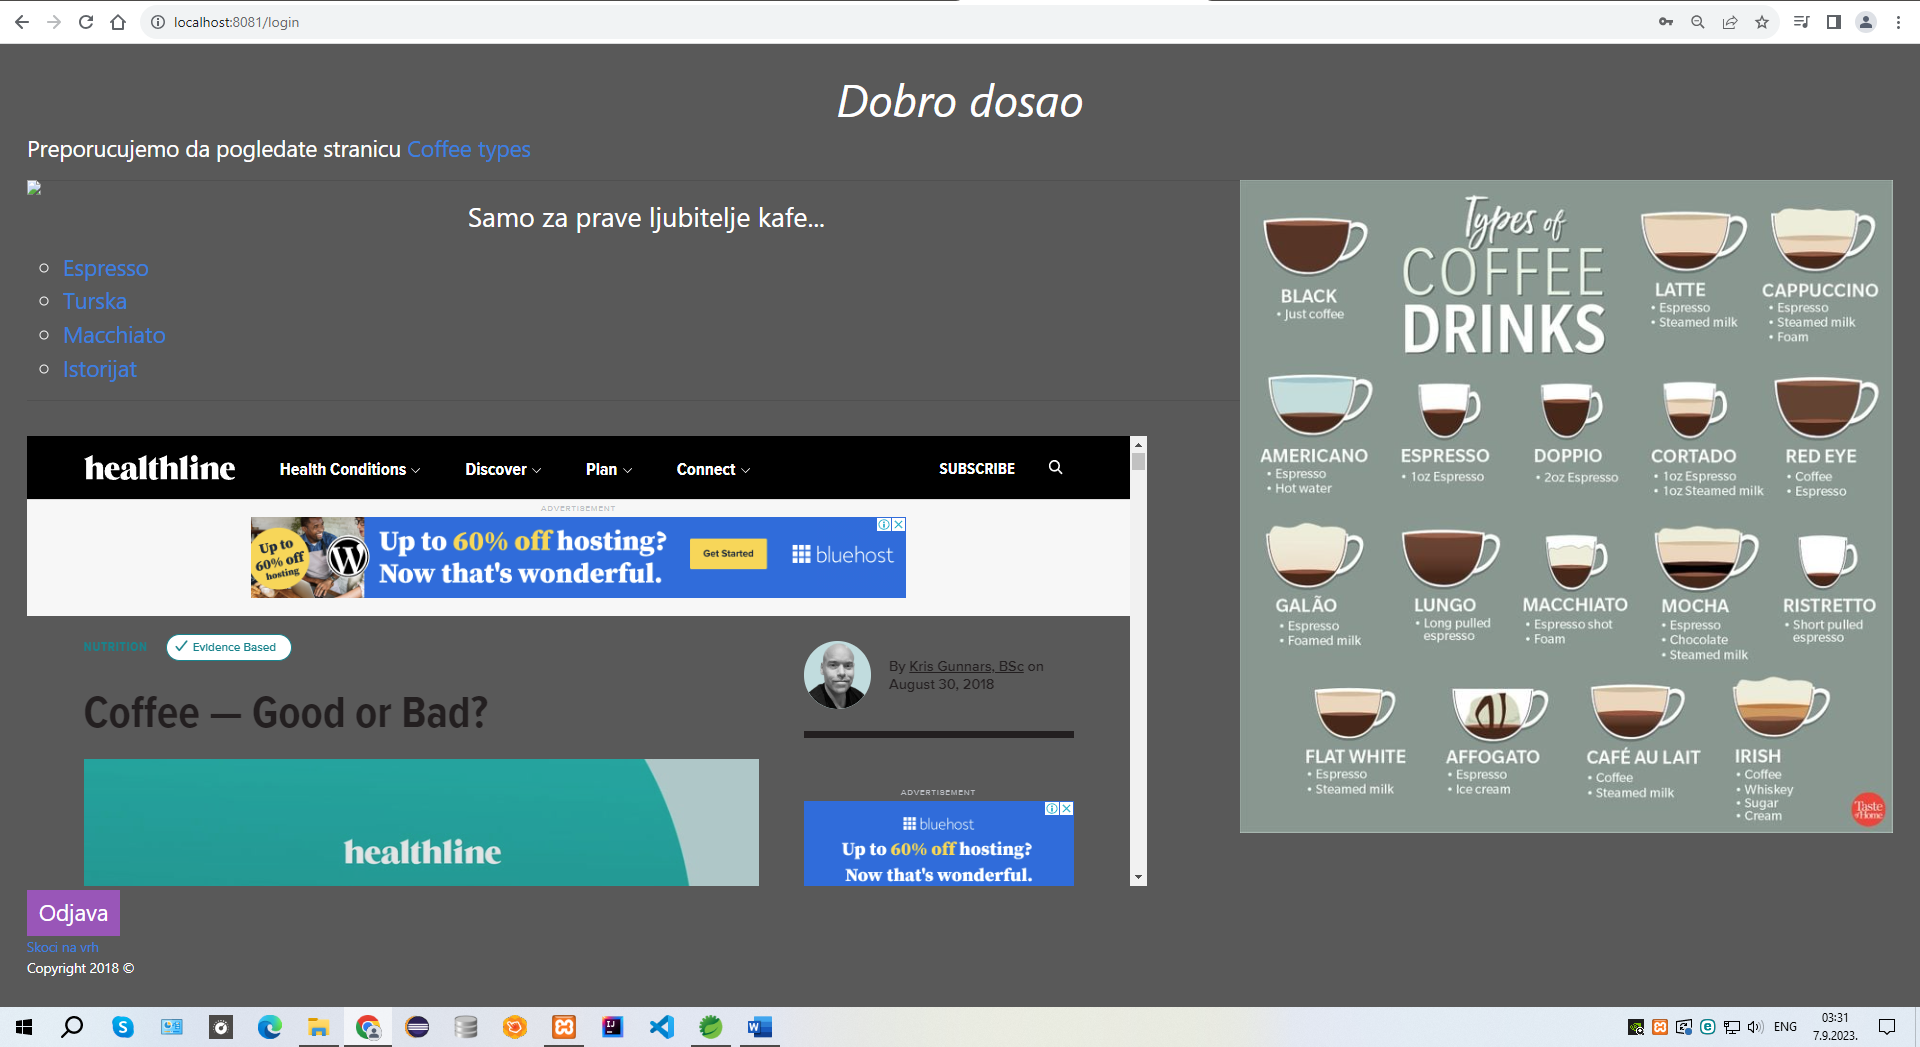 localhost:8081/login
Dobro dosao
Preporucujemo da pogledate stranicu Coffee types
Samo za prave ljubitelje kafe...
Espresso
Turska
Macchiato
Istorijat
healthline
Health Conditions
Discover
Plan
Connect
SUBSCRIBE
ADVERTISEMENT
Up to
60% off
hosting
Up to 60% off hosting?
Now that's wonderful.
Get Started
bluehost
NUTRITION
Evidence Based
Coffee — Good or Bad?
By Kris Gunnars, BSc on
August 30, 2018
healthline
ADVERTISEMENT
bluehost
Up to 60% off hosting?
Now that's wonderful.
Types of
COFFEE
DRINKS
BLACK
• Just coffee
LATTE
• Espresso
• Steamed milk
CAPPUCCINO
• Espresso
• Steamed milk
• Foam
AMERICANO
• Espresso
• Hot water
ESPRESSO
• 1oz Espresso
DOPPIO
• 2oz Espresso
CORTADO
• 1oz Espresso
• 1oz Steamed milk
RED EYE
• Coffee
• Espresso
GALÃO
• Espresso
• Foamed milk
LUNGO
• Long pulled
espresso
MACCHIATO
• Espresso shot
• Foam
MOCHA
• Espresso
• Chocolate
• Steamed milk
RISTRETTO
• Short pulled
espresso
FLAT WHITE
• Espresso
• Steamed milk
AFFOGATO
• Espresso
• Ice cream
CAFÉ AU LAIT
• Coffee
• Steamed milk
IRISH
• Coffee
• Whiskey
• Sugar
• Cream
Taste
of Home
Odjava
Skoci na vrh
Copyright 2018 ©
ENG
03:31
7.9.2023.